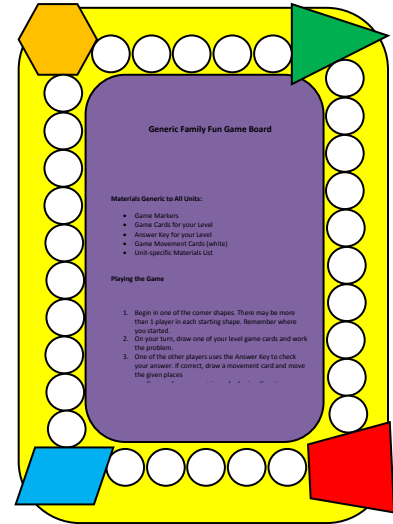 Generic Family Fun Game Board
Materials Generic to All Units:
• Game Markers
• Game Cards for your Level
• Answer Key for your Level
• Game Movement Cards (white)
• Unit-specific Materials List
Playing the Game
1. Begin in one of the corner shapes. There may be more
than 1 player in each starting shape. Remember where
you started.
2. On your turn, draw one of your level game cards and work
the problem.
3. One of the other players uses the Answer Key to check
your answer. If correct, draw a movement card and move
the given places